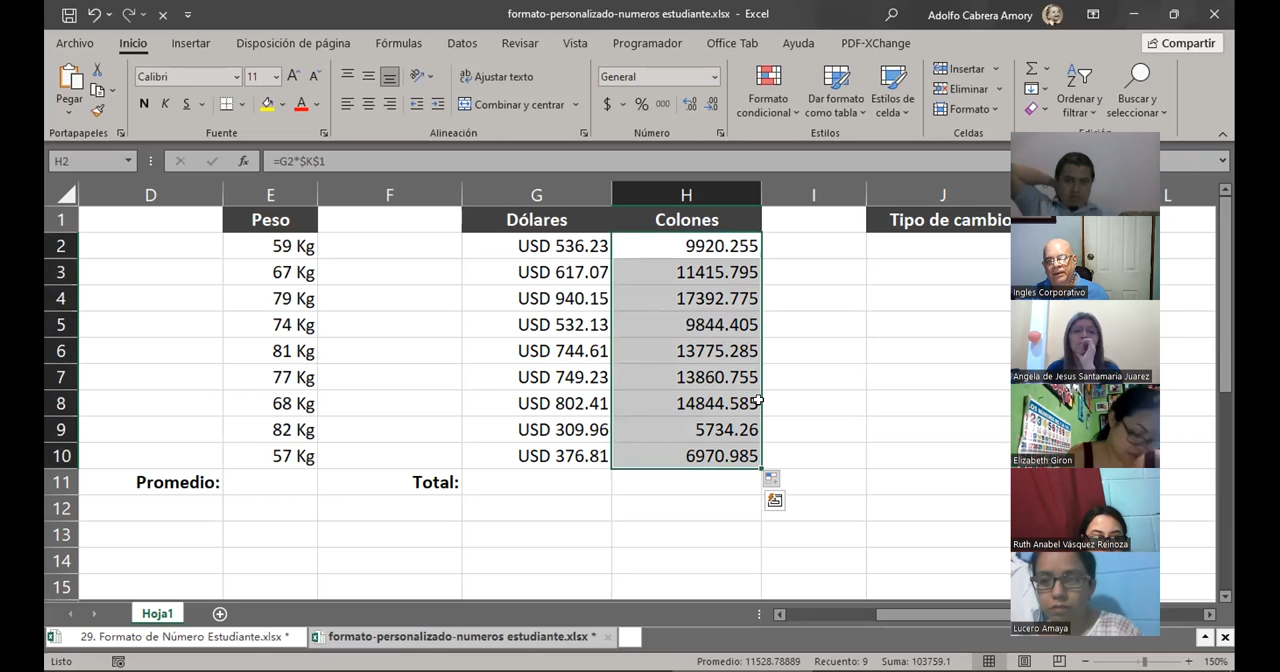 formato-personalizado-numeros estudiante.xlsx - Excel
Adolfo Cabrera Amory
Archivo Inicio Insertar Disposición de página Fórmulas Datos Revisar Vista Programador Office Tab Ayuda PDF-XChange Compartir
Pegar
Calibri 11
N K S
Ajustar texto
Combinar y centrar
General
$ % 000
Formato condicional
Dar formato como tabla
Estilos de celda
Insertar
Eliminar
Formato
Ordenar y filtrar
Buscar y seleccionar
Portapapeles Fuente Alineación Número Estilos Celdas
H2 =G2*$K$1
D E F G H I J L
1 Peso Dólares Colones Tipo de cambio
2 59 Kg USD 536.23 9920.255
3 67 Kg USD 617.07 11415.795
4 79 Kg USD 940.15 17392.775
5 74 Kg USD 532.13 9844.405
6 81 Kg USD 744.61 13775.285
7 77 Kg USD 749.23 13860.755
8 68 Kg USD 802.41 14844.585
9 82 Kg USD 309.96 5734.26
10 57 Kg USD 376.81 6970.985
11 Promedio: Total:
12
13
14
15
Ingles Corporativo
Angela de Jesus Santamaria Juarez
Elizabeth Giron
Ruth Anabel Vásquez Reinoza
Lucero Amaya
Hoja1
29. Formato de Número Estudiante.xlsx * formato-personalizado-numeros estudiante.xlsx *
Listo Promedio: 11528.78889 Recuento: 9 Suma: 103759.1 150%